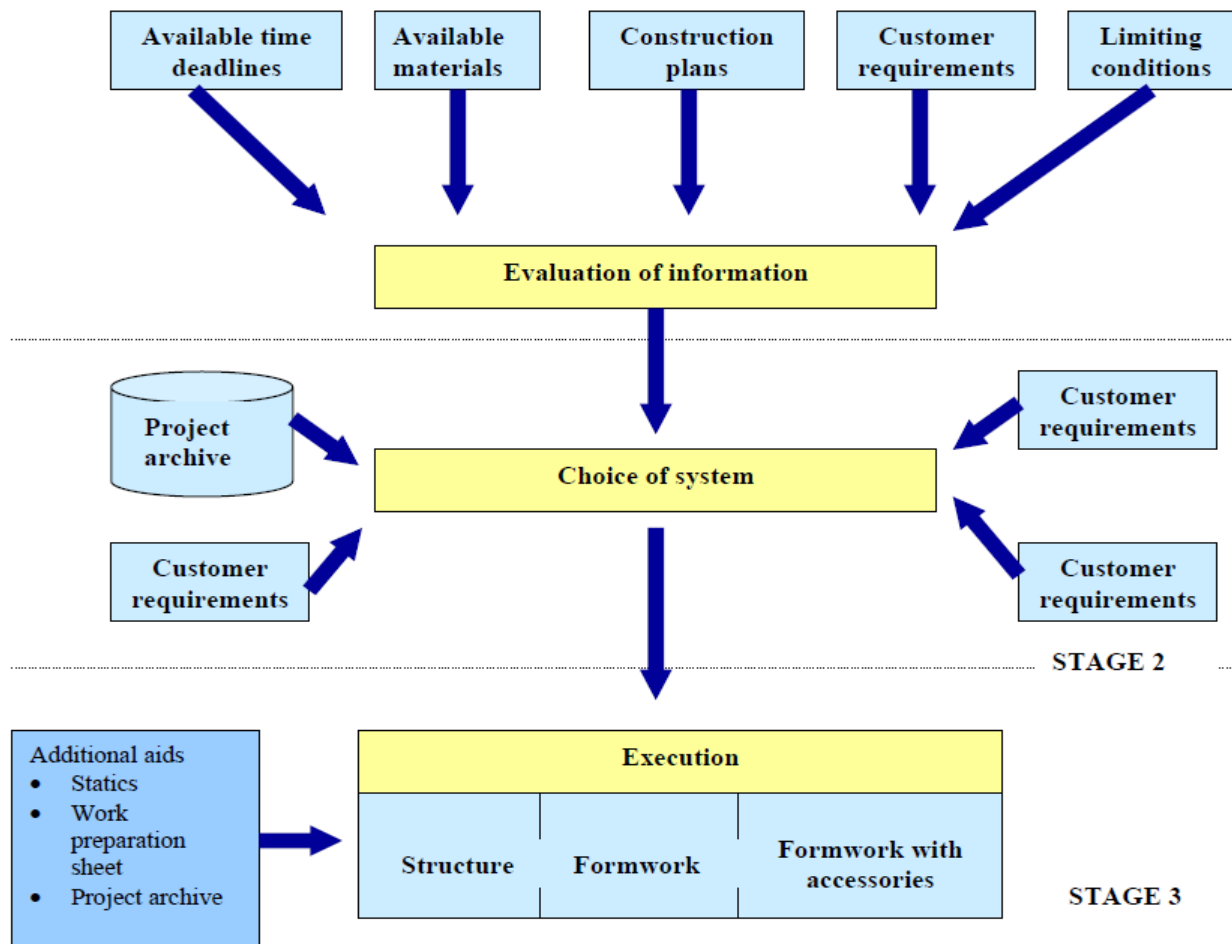 Available time
deadlines
Available
materials
Construction
plans
Customer
requirements
Limiting
conditions
Evaluation of information
Project
archive
Customer
requirements
Choice of system
Customer
requirements
Customer
requirements
STAGE 2
Additional aids
• Statics
• Work
preparation
sheet
• Project archive
Execution
Structure
Formwork
Formwork with
accessories
STAGE 3